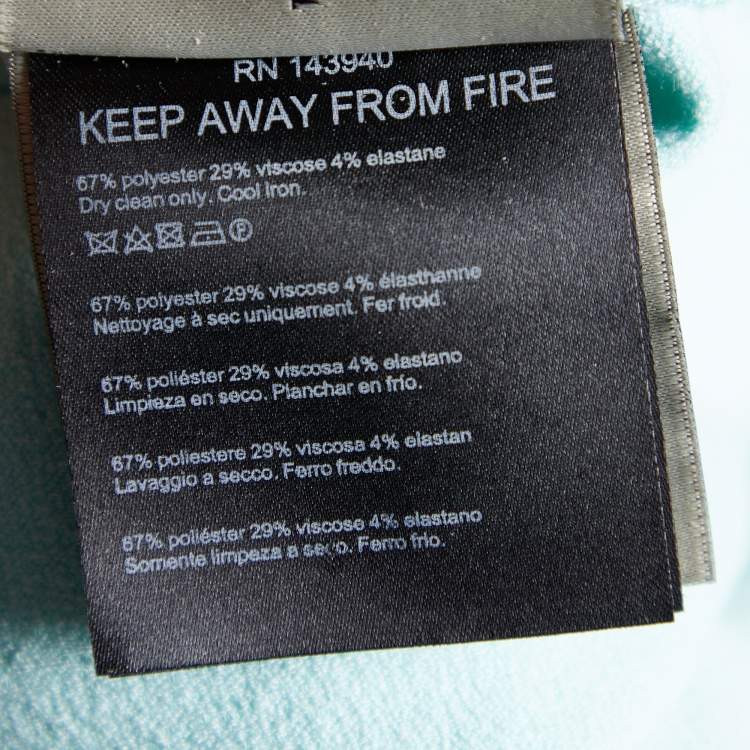 RN 143940
KEEP AWAY FROM FIRE
67% polyester 29% viscose 4% elastane
Dry clean only. Cool Iron.
67% polyester 29% viscose 4% élasthanne
Nettoyage à sec uniquement. Fer froid.
67% poliéster 29% viscosa 4% elastano
Limpieza en seco. Planchar en frío.
67% poliestere 29% viscosa 4% elastan
Lavaggio a secco. Ferro freddo.
67% poliéster 29% viscose 4% elastano
Somente limpeza a seco. Ferro frio.